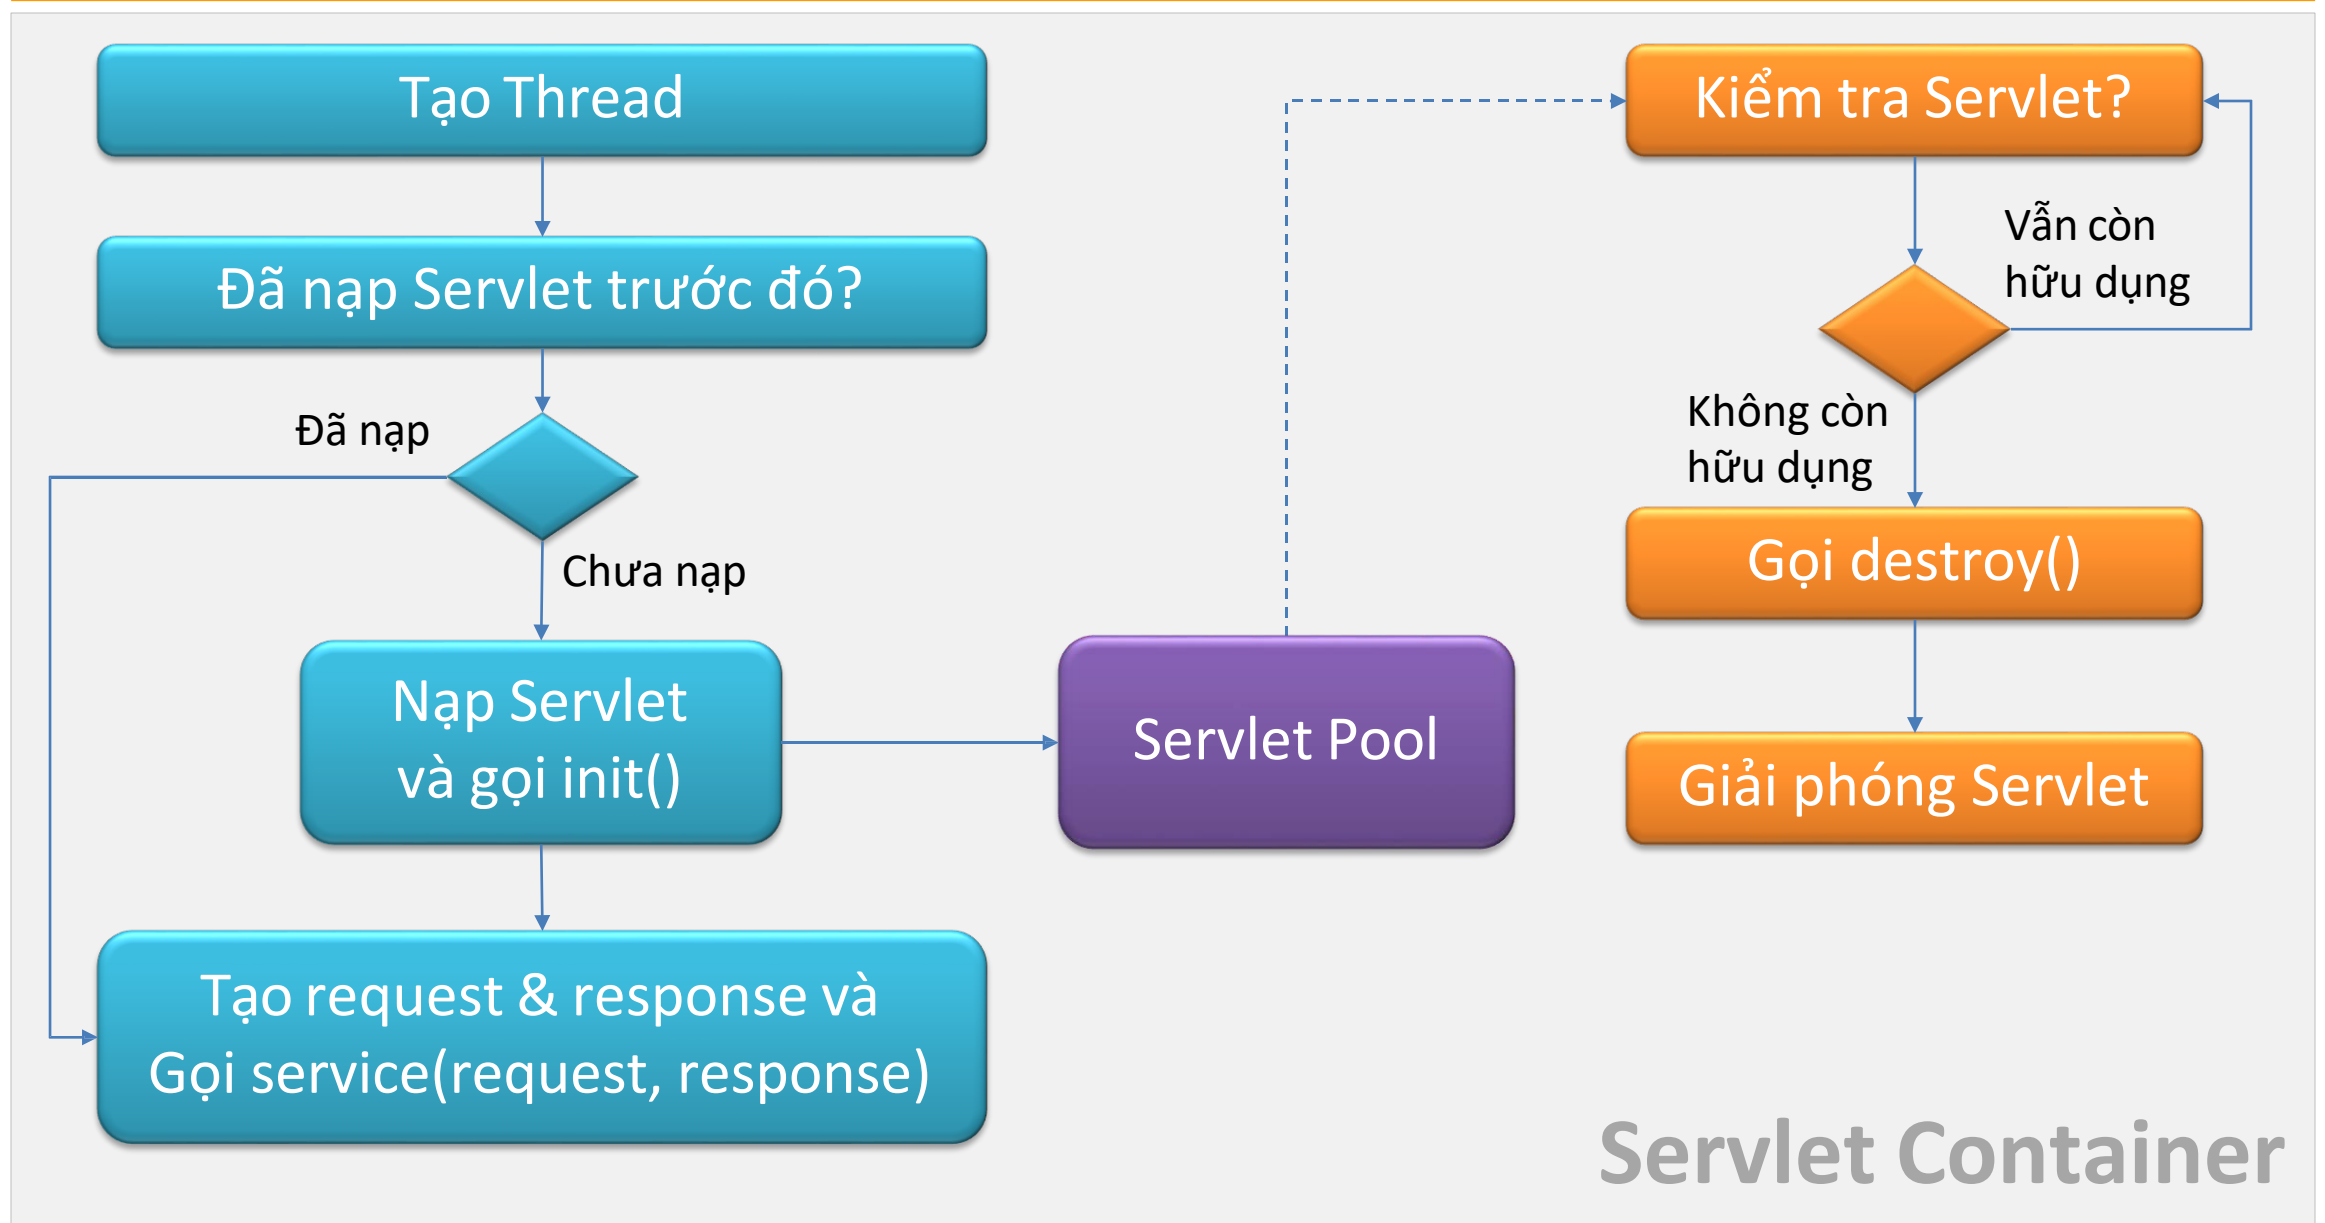 Tạo Thread
Đã nạp Servlet trước đó?
Đã nạp
Chưa nạp
Nạp Servlet
và gọi init()
Tạo request & response và
Gọi service(request, response)
Servlet Pool
Kiểm tra Servlet?
Vẫn còn
hữu dụng
Không còn
hữu dụng
Gọi destroy()
Giải phóng Servlet
Servlet Container